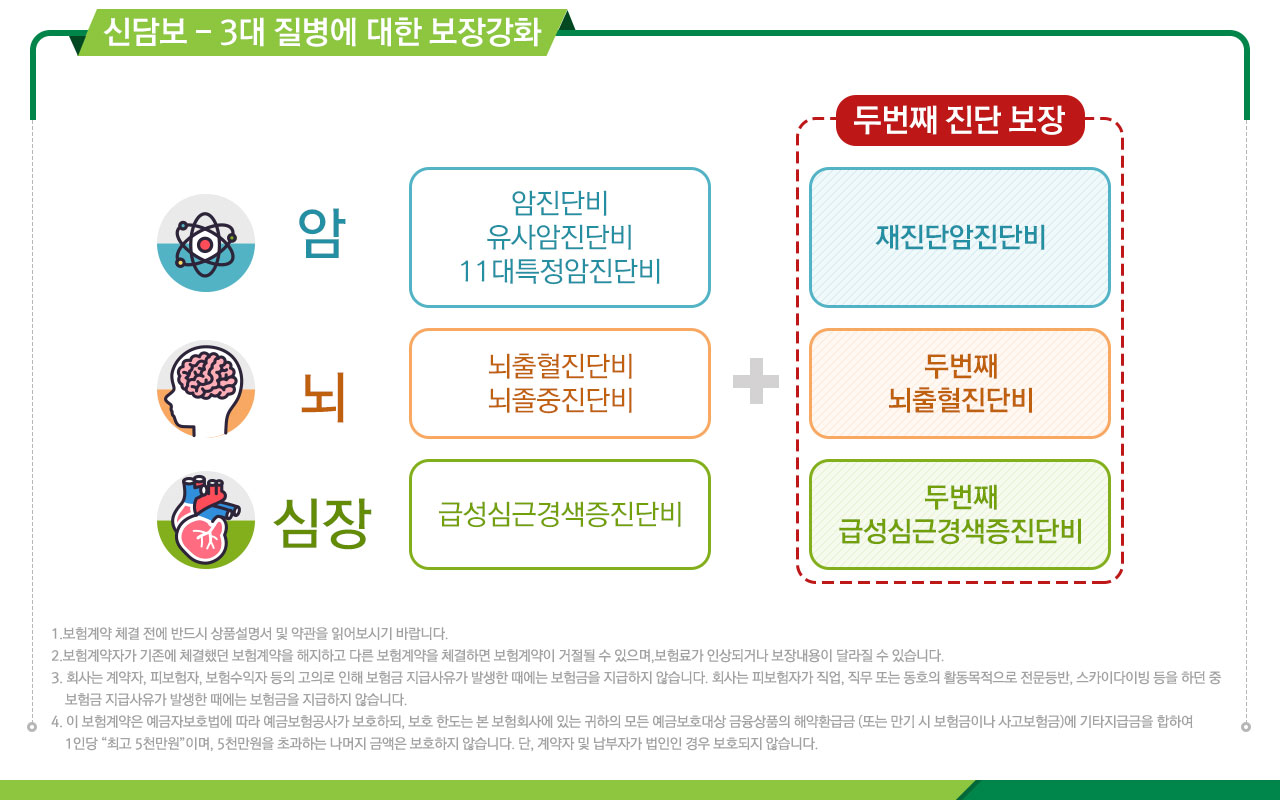 신담보 – 3대 질병에 대한 보장강화
두번째 진단 보장
암
암진단비
유사암진단비
11대특정암진단비
재진단암진단비
뇌
뇌출혈진단비
뇌졸중진단비
두번째
뇌출혈진단비
심장
급성심근경색증진단비
두번째
급성심근경색증진단비
1.보험계약 체결 전에 반드시 상품설명서 및 약관을 읽어보시기 바랍니다.
2.보험계약자가 기존에 체결했던 보험계약을 해지하고 다른 보험계약을 체결하면 보험계약이 거절될 수 있으며,보험료가 인상되거나 보장내용이 달라질 수 있습니다.
3. 회사는 계약자, 피보험자, 보험수익자 등의 고의로 인해 보험금 지급사유가 발생한 때에는 보험금을 지급하지 않습니다. 회사는 피보험자가 직업, 직무 또는 동호의 활동목적으로 전문등반, 스카이다이빙 등을 하던 중
보험금 지급사유가 발생한 때에는 보험금을 지급하지 않습니다.
4. 이 보험계약은 예금자보호법에 따라 예금보험공사가 보호하되, 보호 한도는 본 보험회사에 있는 귀하의 모든 예금보호대상 금융상품의 해약환급금 (또는 만기 시 보험금이나 사고보험금)에 기타지급금을 합하여
1인당 “최고 5천만원”이며, 5천만원을 초과하는 나머지 금액은 보호하지 않습니다. 단, 계약자 및 납부자가 법인인 경우 보호되지 않습니다.